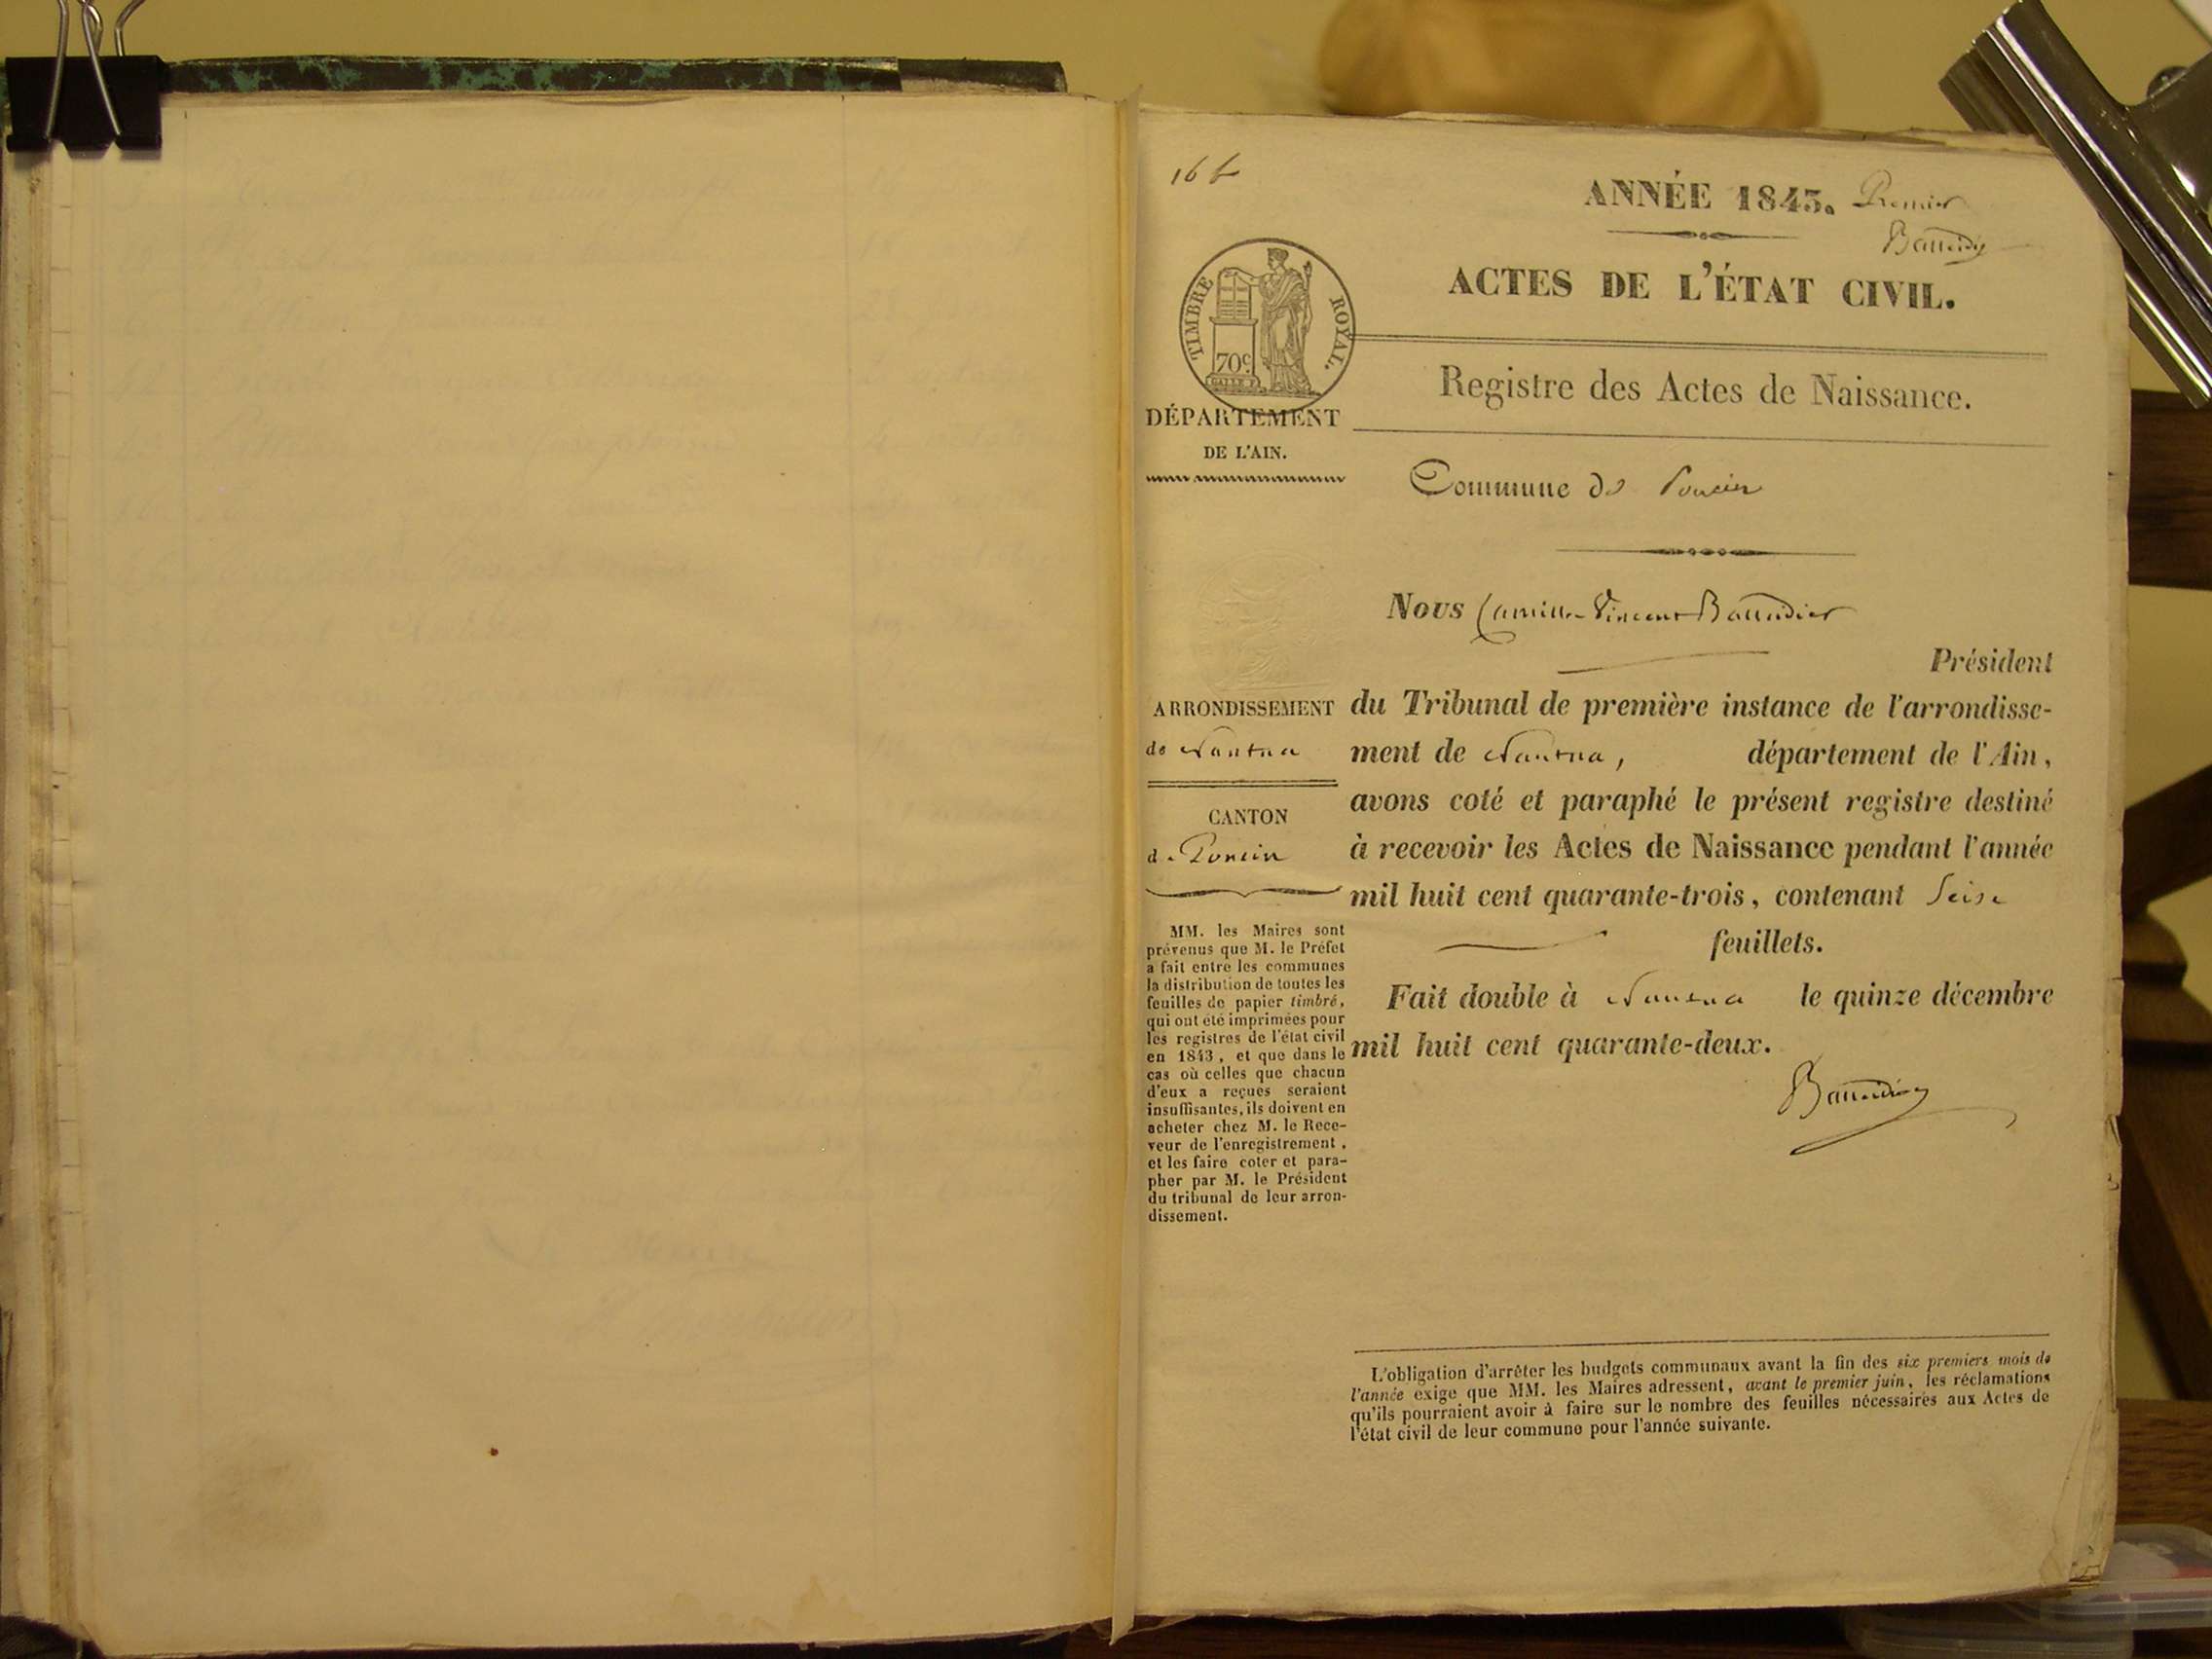 16 f
ANNÉE 1843. Premier
Battudier
ACTES DE L'ÉTAT CIVIL.
TIMBRE ROYAL.
70c
Registre des Actes de Naissance.
DÉPARTEMENT
DE L'AIN.
Commune de Poncin
Nous Camille Vincent Battudier
Président
du Tribunal de première instance de l'arrondisse-
ment de Nantua, département de l'Ain,
avons coté et paraphé le présent registre destiné
à recevoir les Actes de Naissance pendant l'année
mil huit cent quarante-trois, contenant Seise
feuillets.
Fait double à Nantua le quinze décembre
mil huit cent quarante-deux.
Battudier
ARRONDISSEMENT
de Nantua
CANTON
de Poncin
MM. les Maires sont
prévenus que M. le Préfet
a fait entre les communes
la distribution de toutes les
feuilles de papier timbré,
qui ont été imprimées pour
les registres de l'état civil
en 1843, et que dans le
cas où celles que chacun
d'eux a reçues seraient
insuffisantes, ils doivent en
acheter chez M. le Rece-
veur de l'enregistrement,
et les faire coter et para-
pher par M. le Président
du tribunal de leur arron-
dissement.
L'obligation d'arrêter les budgets communaux avant la fin des six premiers mois de
l'année exige que MM. les Maires adressent, avant le premier juin, les réclamations
qu'ils pourraient avoir à faire sur le nombre des feuilles nécessaires aux Actes de
l'état civil de leur commune pour l'année suivante.